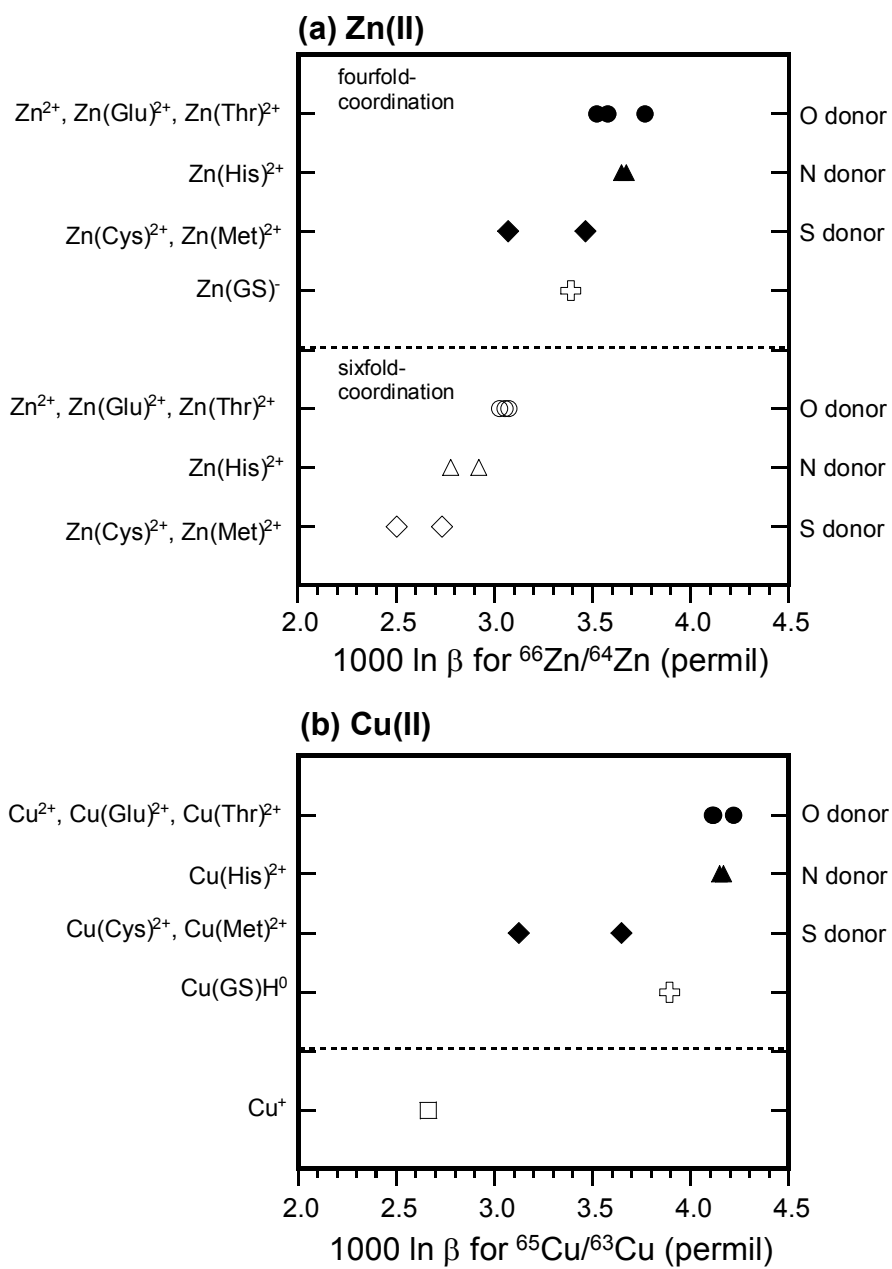 (a) Zn(II)
fourfold-
coordination
Zn²⁺, Zn(Glu)²⁺, Zn(Thr)²⁺
O donor
Zn(His)²⁺
N donor
Zn(Cys)²⁺, Zn(Met)²⁺
S donor
Zn(GS)⁻
sixfold-
coordination
Zn²⁺, Zn(Glu)²⁺, Zn(Thr)²⁺
O donor
Zn(His)²⁺
N donor
Zn(Cys)²⁺, Zn(Met)²⁺
S donor
2.0 2.5 3.0 3.5 4.0 4.5
1000 ln β for ⁶⁶Zn/⁶⁴Zn (permil)
(b) Cu(II)
Cu²⁺, Cu(Glu)²⁺, Cu(Thr)²⁺
O donor
Cu(His)²⁺
N donor
Cu(Cys)²⁺, Cu(Met)²⁺
S donor
Cu(GS)H⁰
Cu⁺
2.0 2.5 3.0 3.5 4.0 4.5
1000 ln β for ⁶⁵Cu/⁶³Cu (permil)